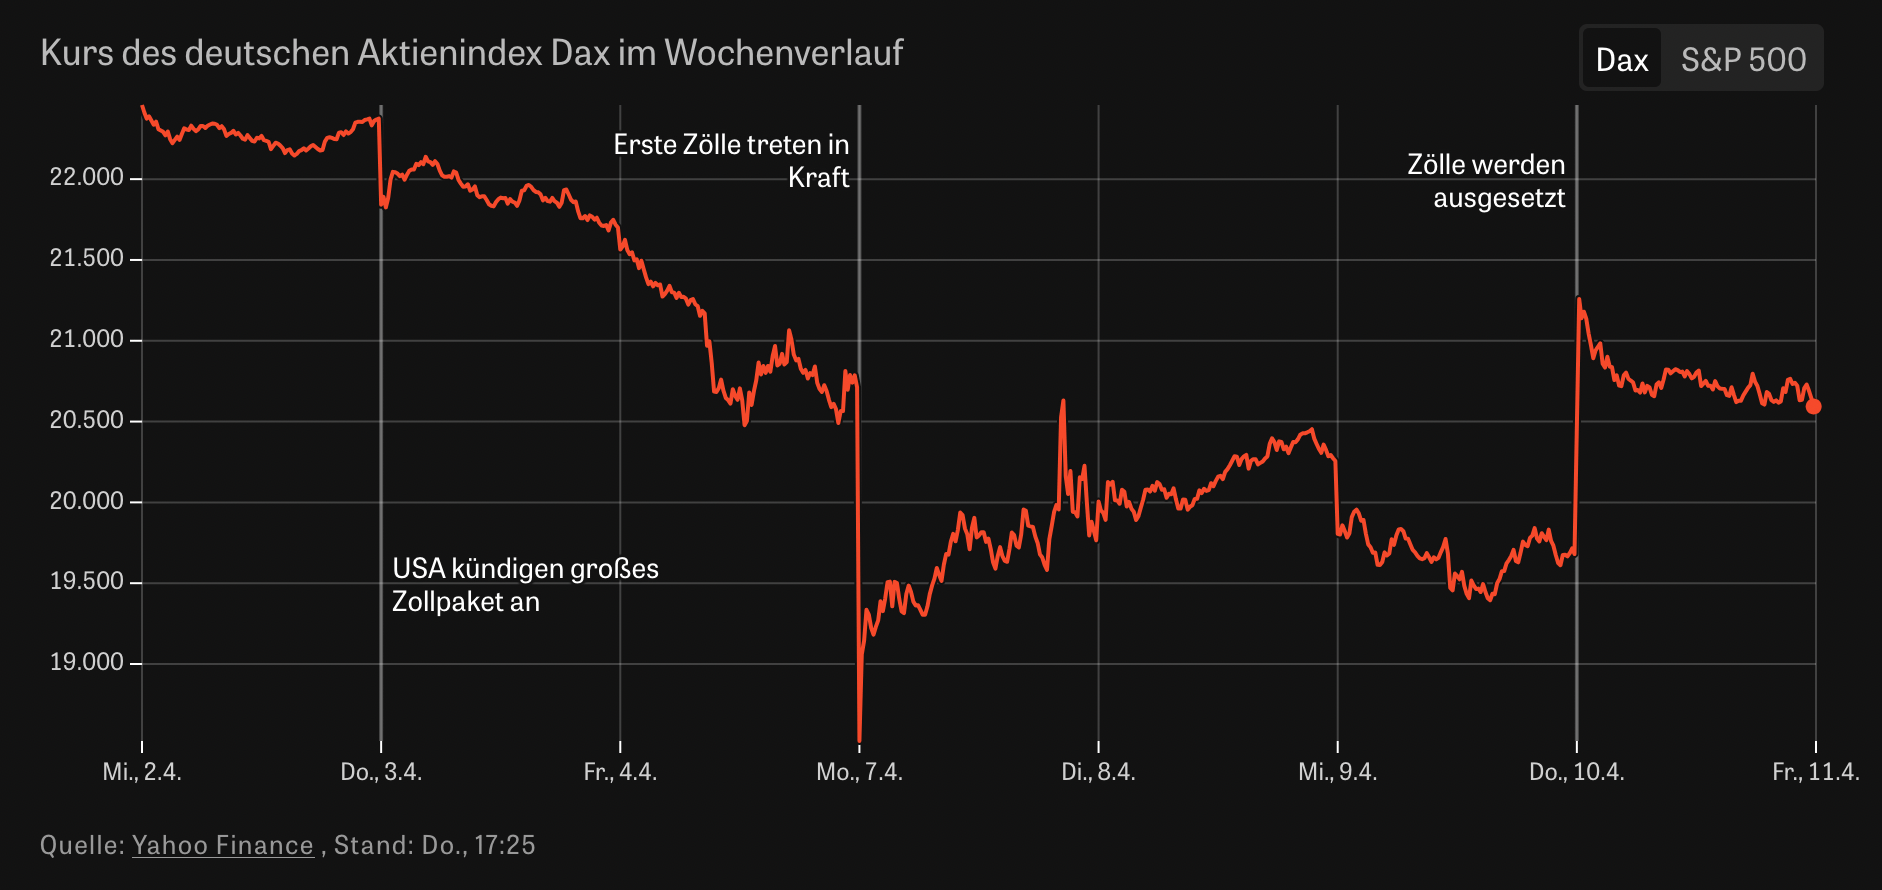 Kurs des deutschen Aktienindex Dax im Wochenverlauf
Dax
S&P 500
22.000
21.500
21.000
20.500
20.000
19.500
19.000
Erste Zölle treten in
Kraft
Zölle werden
ausgesetzt
USA kündigen großes
Zollpaket an
Mi., 2.4.
Do., 3.4.
Fr., 4.4.
Mo., 7.4.
Di., 8.4.
Mi., 9.4.
Do., 10.4.
Fr., 11.4.
Quelle: Yahoo Finance , Stand: Do., 17:25